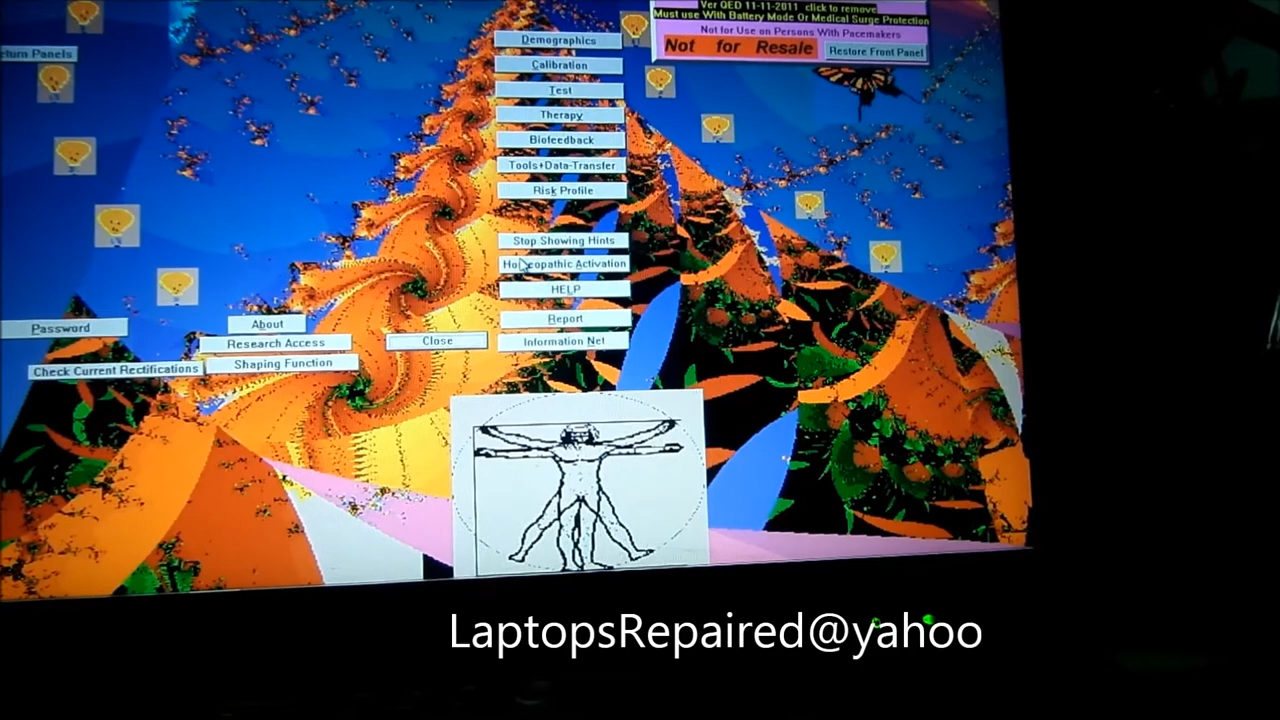 Ver QED 11-11-2011 click to remove
Must use With Battery Mode Or Medical Surge Protection
Not for Use on Persons With Pacemakers
Not for Resale
Restore Front Panel
eturn Panels
Demographics
Calibration
Test
Therapy
Biofeedback
Tools+Data-Transfer
Risk Profile
Stop Showing Hints
Homeopathic Activation
HELP
Report
Information Net
Password
About
Research Access
Close
Check Current Rectifications
Shaping Function
LaptopsRepaired@yahoo